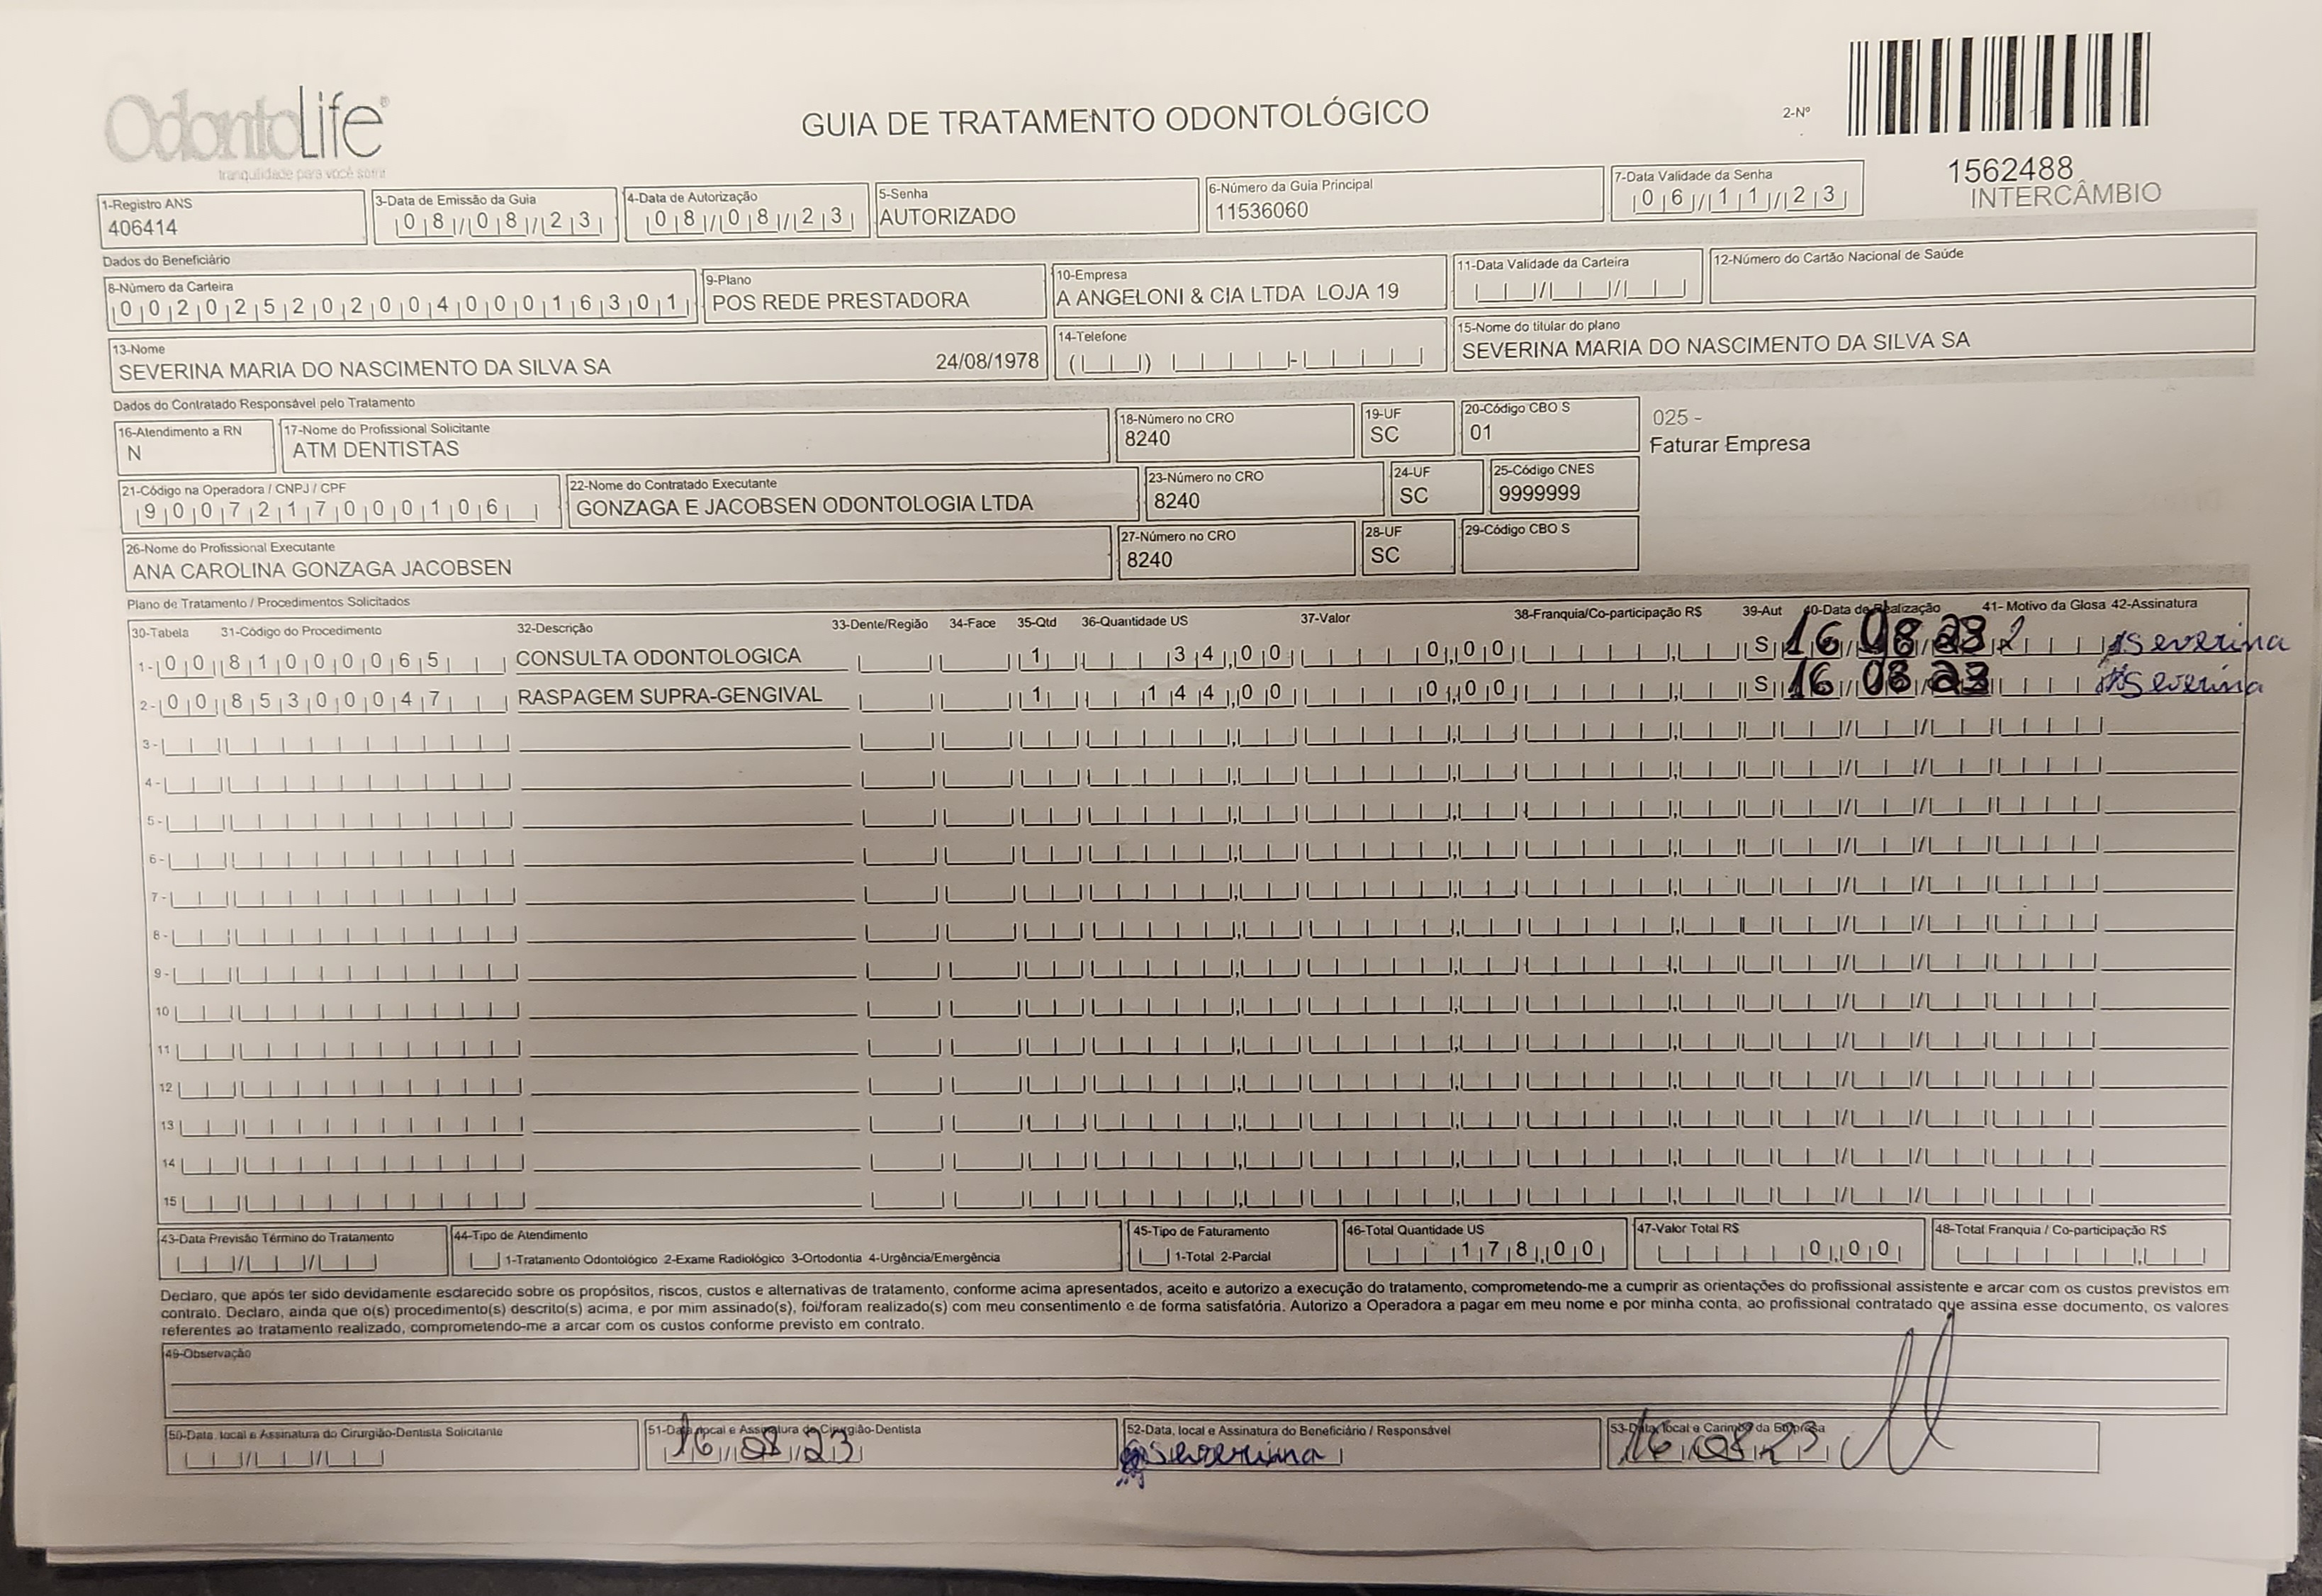 OdontoLife®
tranquilidade para você sorrir
GUIA DE TRATAMENTO ODONTOLÓGICO
2-Nº
1562488
INTERCÂMBIO
1-Registro ANS
406414
3-Data de Emissão da Guia
08/08/23
4-Data de Autorização
08/08/23
5-Senha
AUTORIZADO
6-Número da Guia Principal
11536060
7-Data Validade da Senha
06/11/23
Dados do Beneficiário
8-Número da Carteira
00202520200400016301
9-Plano
POS REDE PRESTADORA
10-Empresa
A ANGELONI & CIA LTDA LOJA 19
11-Data Validade da Carteira
12-Número do Cartão Nacional de Saúde
13-Nome
SEVERINA MARIA DO NASCIMENTO DA SILVA SA 24/08/1978
14-Telefone
15-Nome do titular do plano
SEVERINA MARIA DO NASCIMENTO DA SILVA SA
Dados do Contratado Responsável pelo Tratamento
16-Atendimento a RN
N
17-Nome do Profissional Solicitante
ATM DENTISTAS
18-Número no CRO
8240
19-UF
SC
20-Código CBO S
01
025 -
Faturar Empresa
21-Código na Operadora / CNPJ / CPF
90072170001 06
22-Nome do Contratado Executante
GONZAGA E JACOBSEN ODONTOLOGIA LTDA
23-Número no CRO
8240
24-UF
SC
25-Código CNES
9999999
26-Nome do Profissional Executante
ANA CAROLINA GONZAGA JACOBSEN
27-Número no CRO
8240
28-UF
SC
29-Código CBO S
Plano de Tratamento / Procedimentos Solicitados
30-Tabela 31-Código do Procedimento 32-Descrição 33-Dente/Região 34-Face 35-Qtd 36-Quantidade US 37-Valor 38-Franquia/Co-participação R$ 39-Aut 40-Data de Realização 41- Motivo da Glosa 42-Assinatura
1- 00 81000065 CONSULTA ODONTOLOGICA 1 34,00 0,00 S 16 08 23 Severina
2- 00 85300047 RASPAGEM SUPRA-GENGIVAL 1 144,00 0,00 S 16 08 23 Severina
3-
4-
5-
6-
7-
8-
9-
10
11
12
13
14
15
43-Data Previsão Término do Tratamento
44-Tipo de Atendimento
1-Tratamento Odontológico 2-Exame Radiológico 3-Ortodontia 4-Urgência/Emergência
45-Tipo de Faturamento
1-Total 2-Parcial
46-Total Quantidade US
178,00
47-Valor Total R$
0,00
48-Total Franquia / Co-participação R$
Declaro, que após ter sido devidamente esclarecido sobre os propósitos, riscos, custos e alternativas de tratamento, conforme acima apresentados, aceito e autorizo a execução do tratamento, comprometendo-me a cumprir as orientações do profissional assistente e arcar com os custos previstos em
contrato. Declaro, ainda que o(s) procedimento(s) descrito(s) acima, e por mim assinado(s), foi/foram realizado(s) com meu consentimento e de forma satisfatória. Autorizo a Operadora a pagar em meu nome e por minha conta, ao profissional contratado que assina esse documento, os valores
referentes ao tratamento realizado, comprometendo-me a arcar com os custos conforme previsto em contrato.
49-Observação
50-Data, local e Assinatura do Cirurgião-Dentista Solicitante
51-Data, local e Assinatura do Cirurgião-Dentista
16/08/23
52-Data, local e Assinatura do Beneficiário / Responsável
Severina
53-Data, local e Carimbo da Empresa
16/08/23